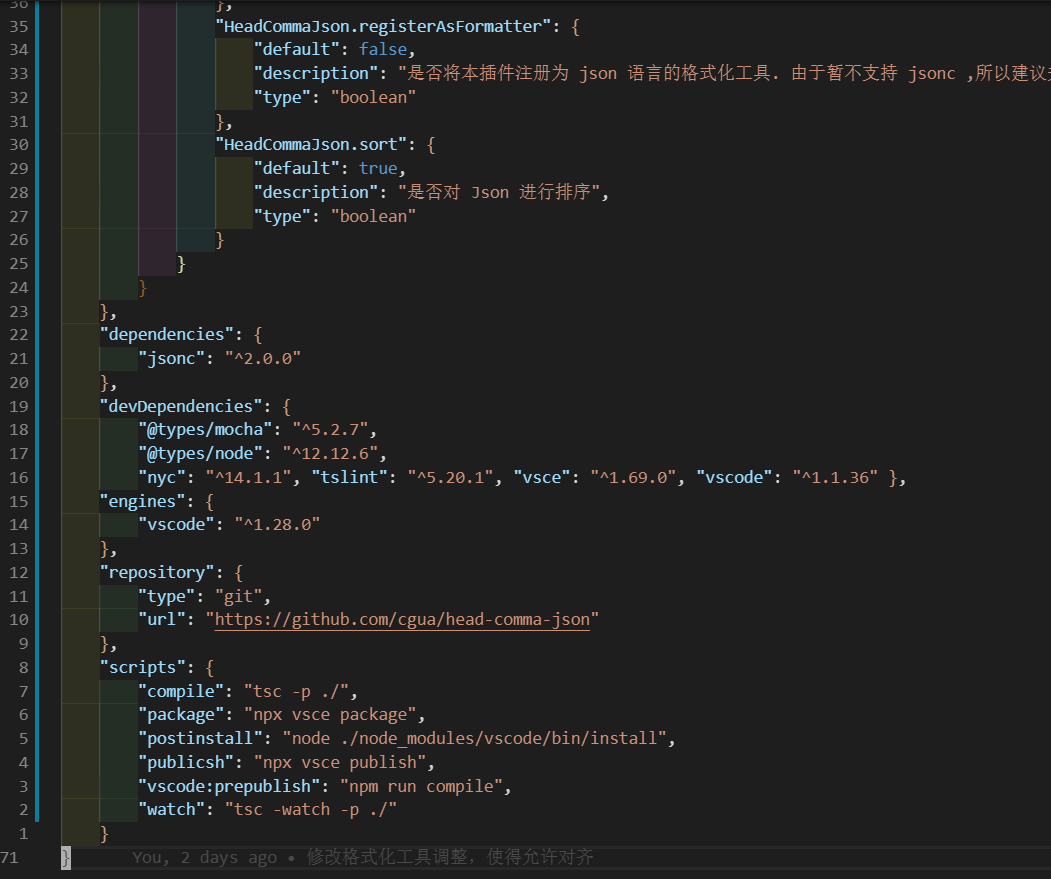 36 },
35 "HeadCommaJson.registerAsFormatter": {
34 "default": false,
33 "description": "是否将本插件注册为 json 语言的格式化工具. 由于暂不支持 jsonc ,所以建议
32 "type": "boolean"
31 },
30 "HeadCommaJson.sort": {
29 "default": true,
28 "description": "是否对 Json 进行排序",
27 "type": "boolean"
26 }
25 }
24 }
23 },
22 "dependencies": {
21 "jsonc": "^2.0.0"
20 },
19 "devDependencies": {
18 "@types/mocha": "^5.2.7",
17 "@types/node": "^12.12.6",
16 "nyc": "^14.1.1", "tslint": "^5.20.1", "vsce": "^1.69.0", "vscode": "^1.1.36" },
15 "engines": {
14 "vscode": "^1.28.0"
13 },
12 "repository": {
11 "type": "git",
10 "url": "https://github.com/cgua/head-comma-json"
9 },
8 "scripts": {
7 "compile": "tsc -p ./",
6 "package": "npx vsce package",
5 "postinstall": "node ./node_modules/vscode/bin/install",
4 "publicsh": "npx vsce publish",
3 "vscode:prepublish": "npm run compile",
2 "watch": "tsc -watch -p ./"
1 }
71 } You, 2 days ago • 修改格式化工具调整，使得允许对齐